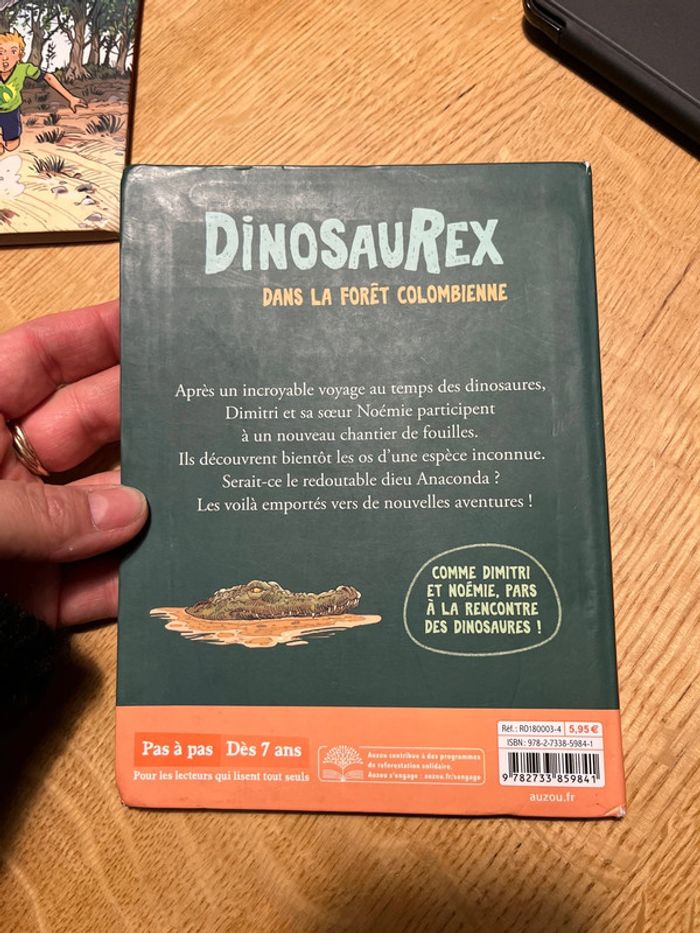 DINOSAUREX
DANS LA FORÊT COLOMBIENNE
Après un incroyable voyage au temps des dinosaures,
Dimitri et sa sœur Noémie participent
à un nouveau chantier de fouilles.
Ils découvrent bientôt les os d'une espèce inconnue.
Serait-ce le redoutable dieu Anaconda ?
Les voilà emportés vers de nouvelles aventures !
COMME DIMITRI
ET NOÉMIE, PARS
À LA RENCONTRE
DES DINOSAURES !
Pas à pas Dès 7 ans
Pour les lecteurs qui lisent tout seuls
Auzou contribue à des programmes
de reforestation solidaire.
Auzou s'engage : auzou.fr/sengage
Réf. : RO180003-4 5,95 €
ISBN : 978-2-7338-5984-1
9 782733 859841
auzou.fr